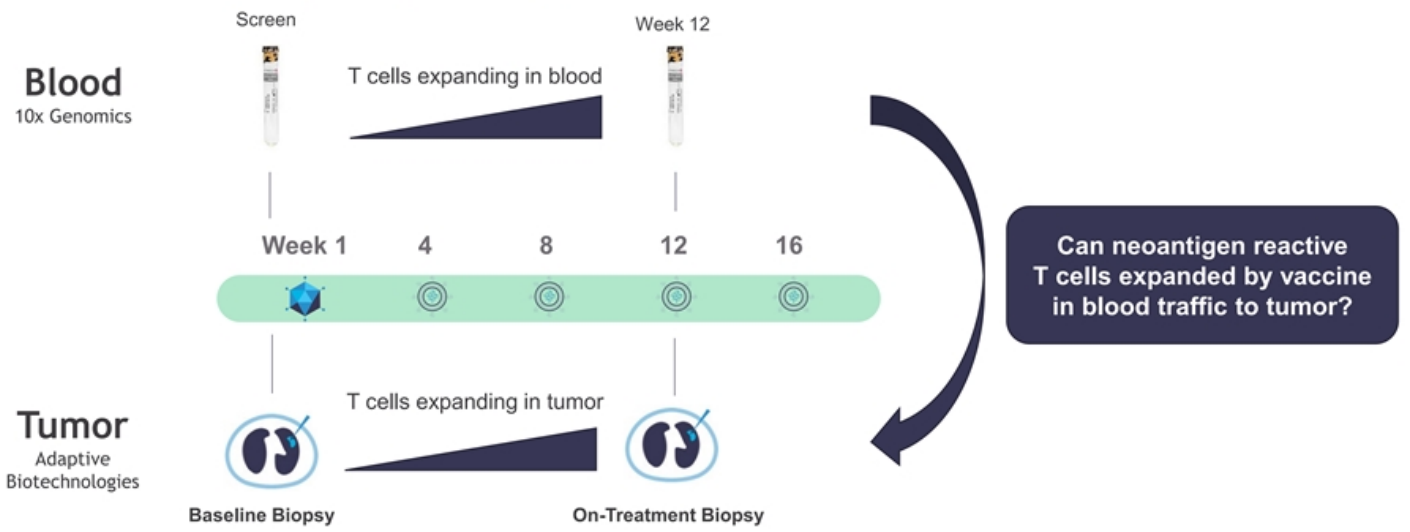 Screen
Week 12
Blood
10x Genomics
T cells expanding in blood
Week 1
4
8
12
16
Can neoantigen reactive
T cells expanded by vaccine
in blood traffic to tumor?
Tumor
Adaptive
Biotechnologies
T cells expanding in tumor
Baseline Biopsy
On-Treatment Biopsy